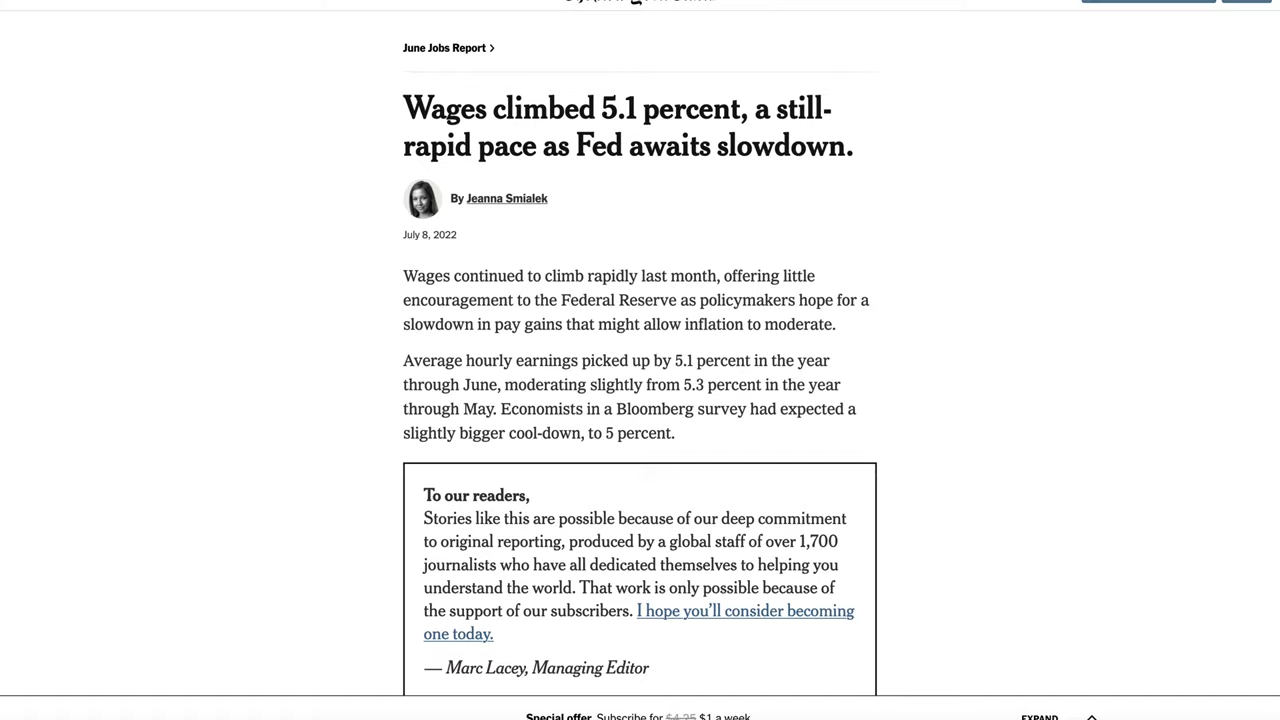 June Jobs Report >
Wages climbed 5.1 percent, a still-
rapid pace as Fed awaits slowdown.
By Jeanna Smialek
July 8, 2022
Wages continued to climb rapidly last month, offering little
encouragement to the Federal Reserve as policymakers hope for a
slowdown in pay gains that might allow inflation to moderate.
Average hourly earnings picked up by 5.1 percent in the year
through June, moderating slightly from 5.3 percent in the year
through May. Economists in a Bloomberg survey had expected a
slightly bigger cool-down, to 5 percent.
To our readers,
Stories like this are possible because of our deep commitment
to original reporting, produced by a global staff of over 1,700
journalists who have all dedicated themselves to helping you
understand the world. That work is only possible because of
the support of our subscribers. I hope you’ll consider becoming
one today.
— Marc Lacey, Managing Editor
Special offer. Subscribe for $4.25 $1 a week.
EXPAND